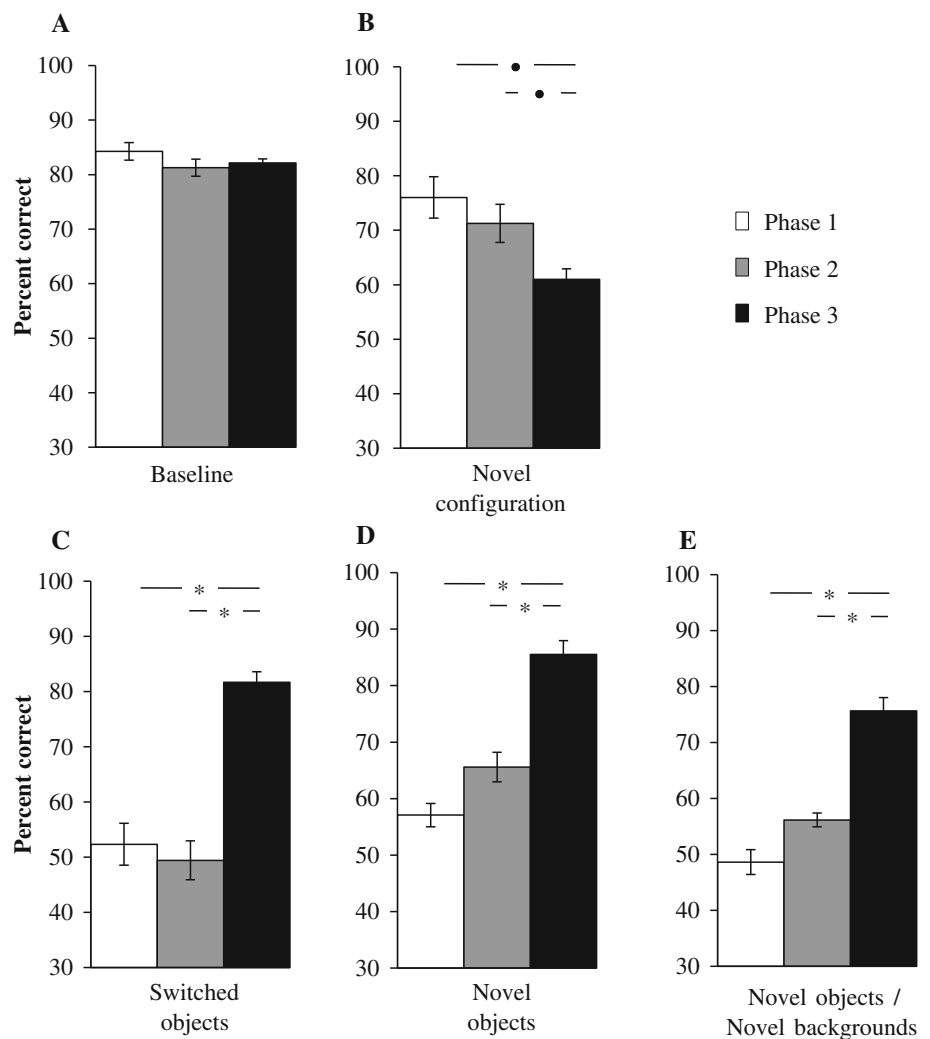 A
100
90
80
70
60
50
40
30
Percent correct
Baseline
B
100
90
80
70
60
50
40
30
Novel
configuration
Phase 1
Phase 2
Phase 3
C
100
90
80
70
60
50
40
30
Percent correct
* 
*
Switched
objects
D
100
90
80
70
60
50
40
30
*
*
Novel
objects
E
100
90
80
70
60
50
40
30
*
*
Novel objects /
Novel backgrounds